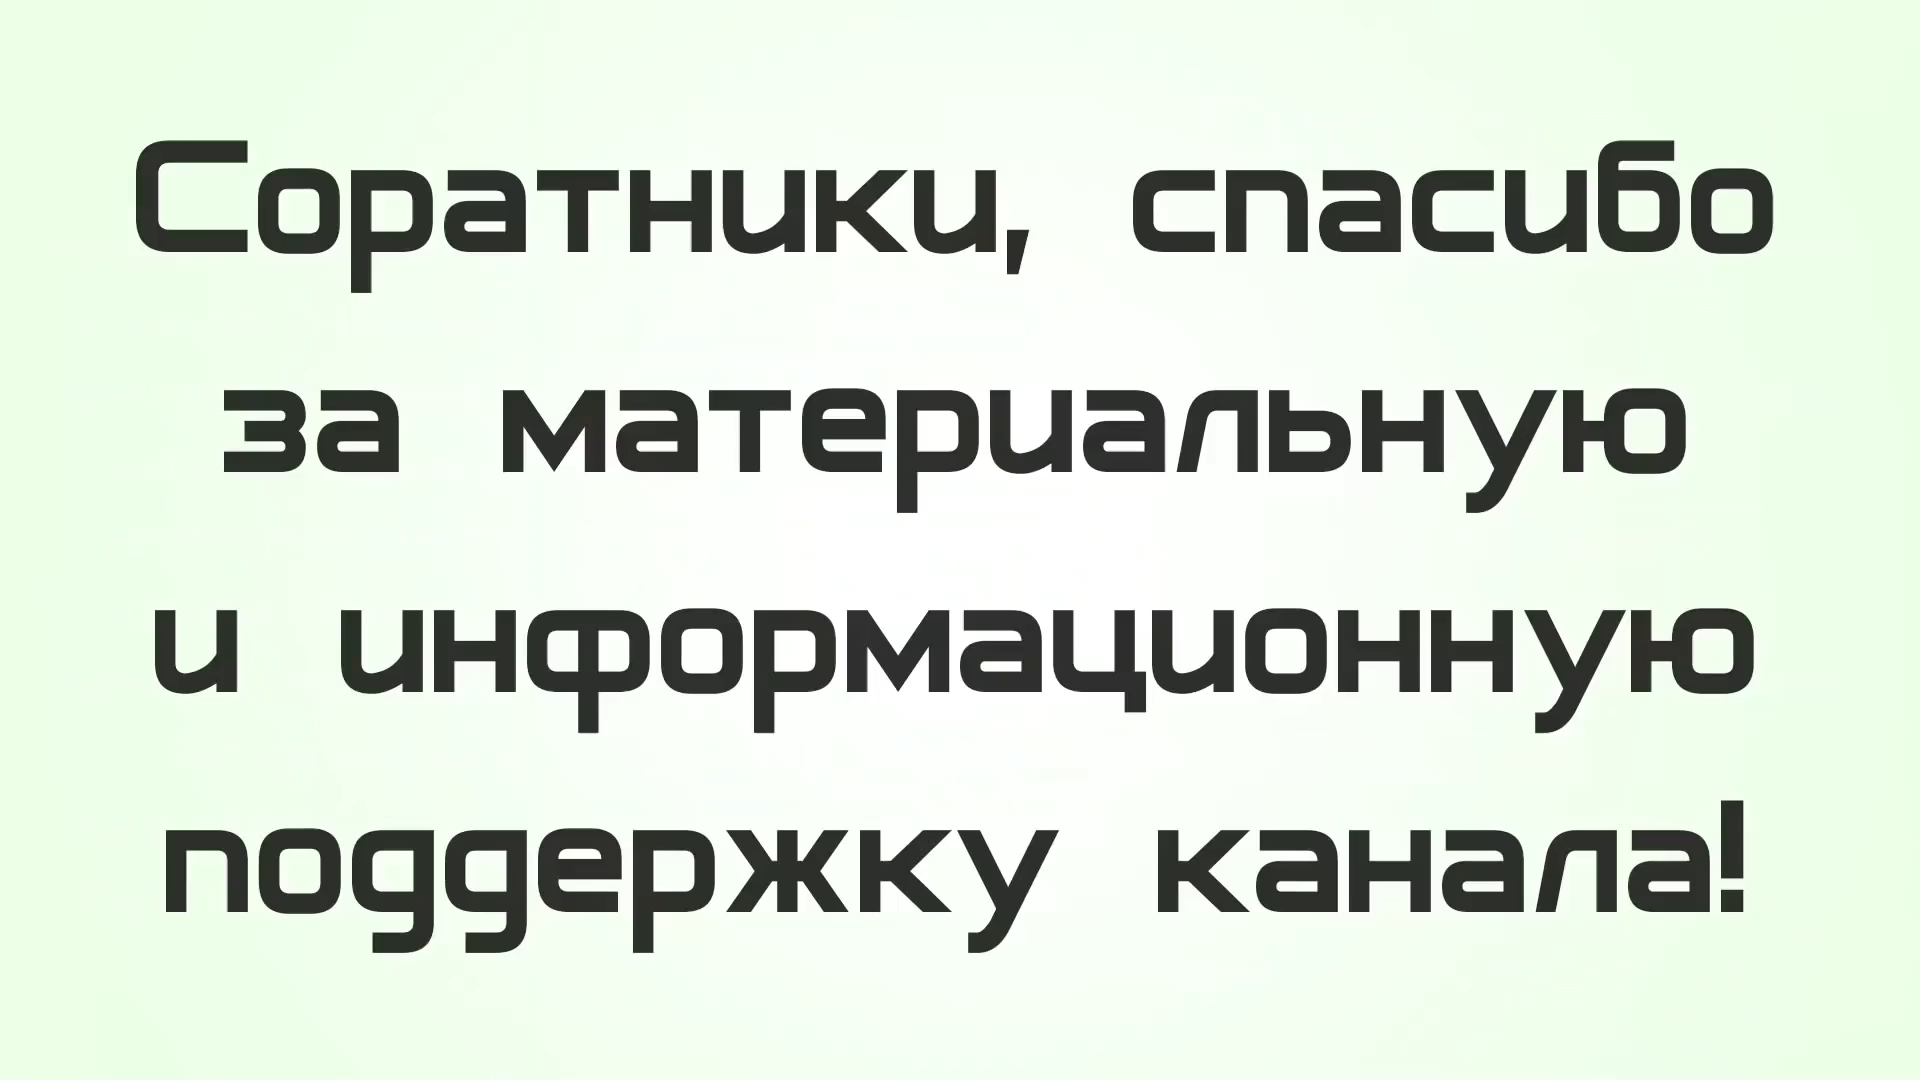 Соратники, спасибо
за материальную
и информационную
поддержку канала!